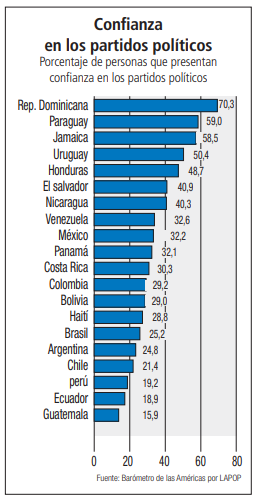 Confianza
en los partidos políticos
Porcentaje de personas que presentan
confianza en los partidos políticos
Rep. Dominicana 70,3
Paraguay 59,0
Jamaica 58,5
Uruguay 50,4
Honduras 48,7
El salvador 40,9
Nicaragua 40,3
Venezuela 32,6
México 32,2
Panamá 32,1
Costa Rica 30,3
Colombia 29,2
Bolivia 29,0
Haití 28,8
Brasil 25,2
Argentina 24,8
Chile 21,4
perú 19,2
Ecuador 18,9
Guatemala 15,9
0 20 40 60 80
Fuente: Barómetro de las Américas por LAPOP